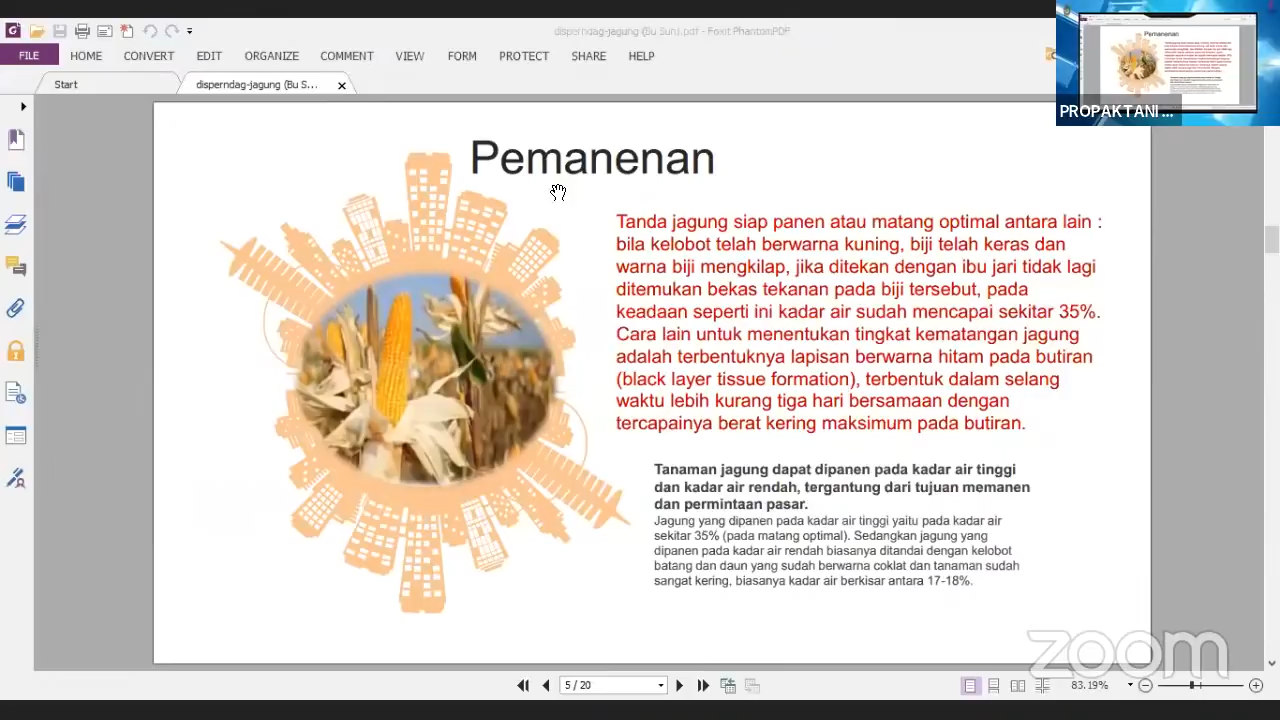 disperndag-jagung (Bu Suh).pdf - Foxit PhantomPDF
FILE HOME CONVERT EDIT ORGANI COMMENT VIEW FOR ECT SHARE HELP
Start disperndag-jagung (Bu S...
PROPAKTANI ...
Pemanenan
Pemanenan
Tanda jagung siap panen atau matang optimal antara lain :
bila kelobot telah berwarna kuning, biji telah keras dan
warna biji mengkilap, jika ditekan dengan ibu jari tidak lagi
ditemukan bekas tekanan pada biji tersebut, pada
keadaan seperti ini kadar air sudah mencapai sekitar 35%.
Cara lain untuk menentukan tingkat kematangan jagung
adalah terbentuknya lapisan berwarna hitam pada butiran
(black layer tissue formation), terbentuk dalam selang
waktu lebih kurang tiga hari bersamaan dengan
tercapainya berat kering maksimum pada butiran.
Tanaman jagung dapat dipanen pada kadar air tinggi
dan kadar air rendah, tergantung dari tujuan memanen
dan permintaan pasar.
Jagung yang dipanen pada kadar air tinggi yaitu pada kadar air
sekitar 35% (pada matang optimal). Sedangkan jagung yang
dipanen pada kadar air rendah biasanya ditandai dengan kelobot
batang dan daun yang sudah berwarna coklat dan tanaman sudah
sangat kering, biasanya kadar air berkisar antara 17-18%.
zoom
5 / 20
83.19%